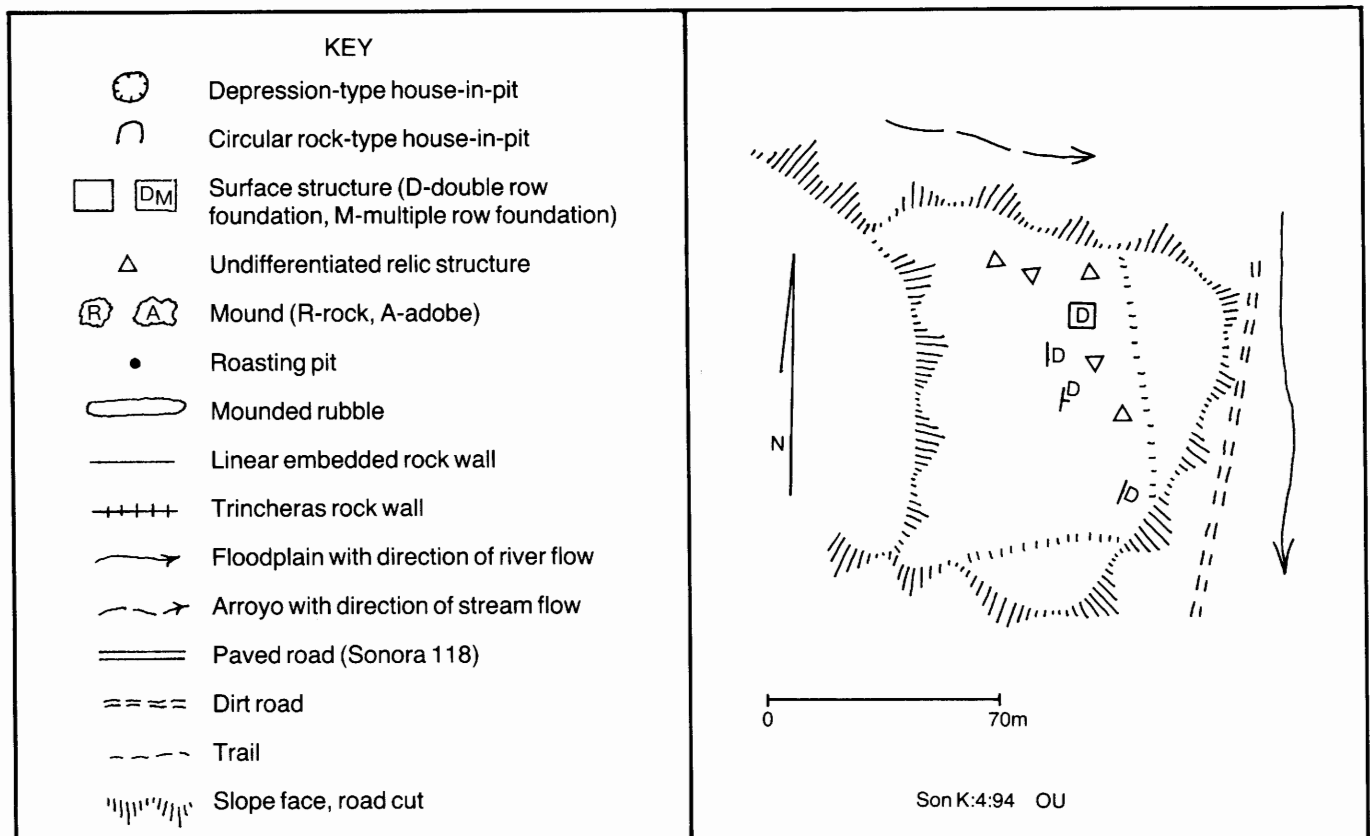 KEY
Depression-type house-in-pit
Circular rock-type house-in-pit
DM
Surface structure (D-double row
foundation, M-multiple row foundation)
Undifferentiated relic structure
R A
Mound (R-rock, A-adobe)
Roasting pit
Mounded rubble
Linear embedded rock wall
Trincheras rock wall
Floodplain with direction of river flow
Arroyo with direction of stream flow
Paved road (Sonora 118)
Dirt road
Trail
Slope face, road cut
D
D
D
N
D
0 70m
Son K:4:94 OU